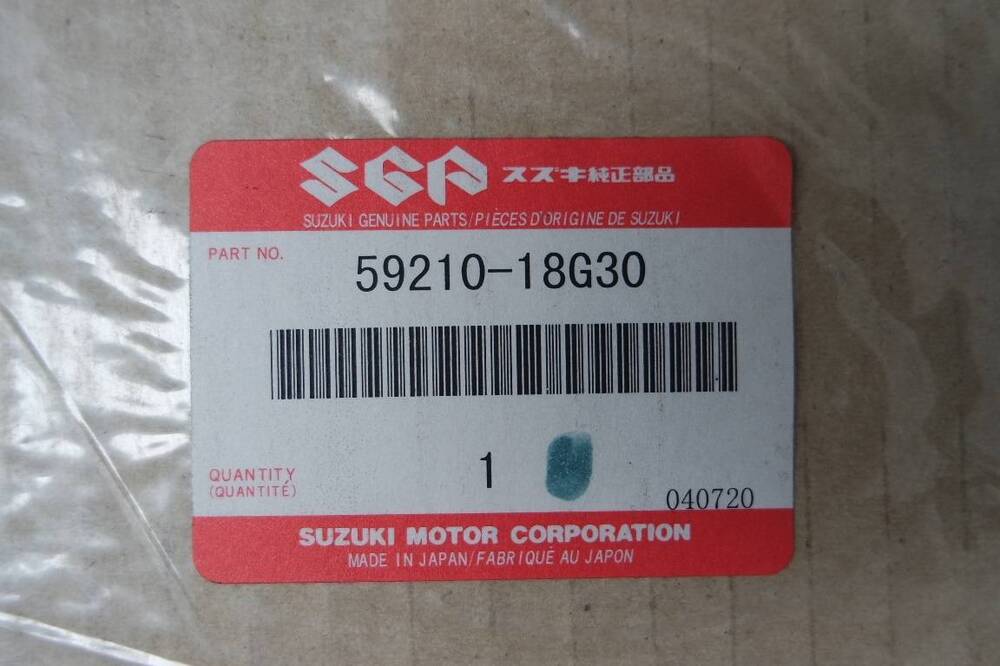 SGP スズキ純正部品
SUZUKI GENUINE PARTS/PIÈCES D'ORIGINE DE SUZUKI
PART NO. 59210-18G30
QUANTITY
(QUANTITÉ)
1
040720
SUZUKI MOTOR CORPORATION
MADE IN JAPAN/FABRIQUÉ AU JAPON